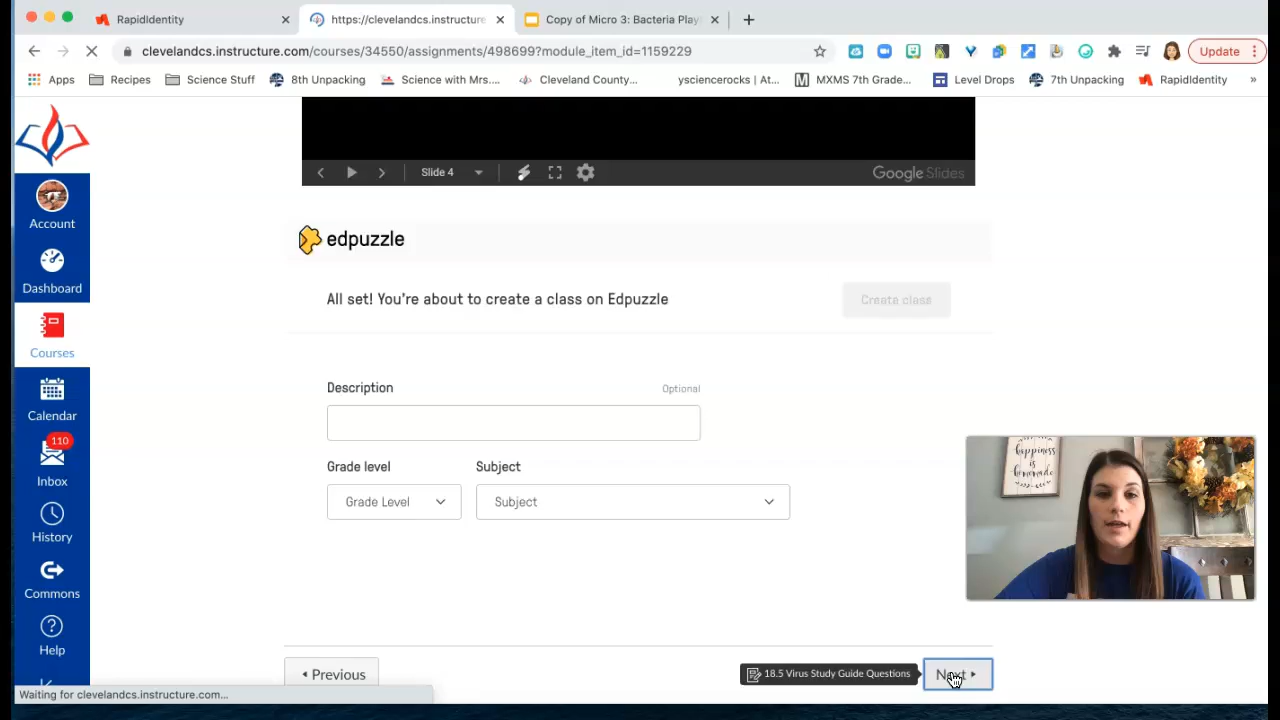 RapidIdentity
https://clevelandcs.instructure
Copy of Micro 3: Bacteria Play
clevelandcs.instructure.com/courses/34550/assignments/498699?module_item_id=1159229
Update
Apps
Recipes
Science Stuff
8th Unpacking
Science with Mrs....
Cleveland County...
ysciencerocks | At...
MXMS 7th Grade...
Level Drops
7th Unpacking
RapidIdentity
»
Slide 4
Google Slides
Account
Dashboard
Courses
Calendar
110
Inbox
History
Commons
Help
edpuzzle
All set! You're about to create a class on Edpuzzle
Create class
Description
Optional
Grade level
Subject
Grade Level
Subject
happiness
is
homemade
Previous
18.5 Virus Study Guide Questions
Next
Waiting for clevelandcs.instructure.com...